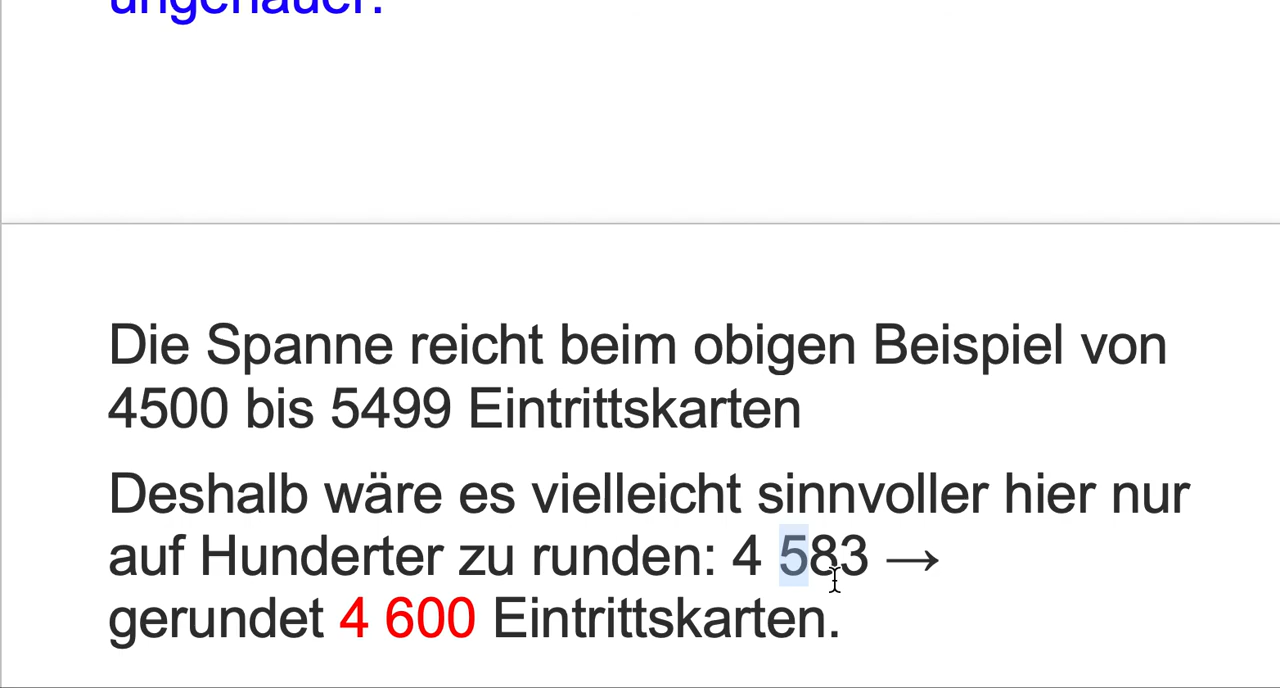 ungenauer.
Die Spanne reicht beim obigen Beispiel von
4500 bis 5499 Eintrittskarten
Deshalb wäre es vielleicht sinnvoller hier nur
auf Hunderter zu runden: 4 583 →
gerundet 4 600 Eintrittskarten.